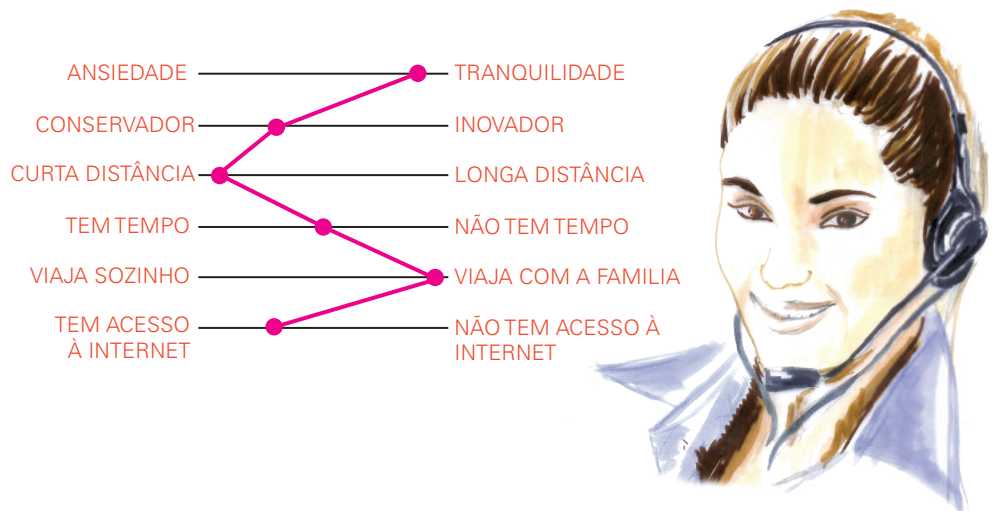 ANSIEDADE TRANQUILIDADE
CONSERVADOR INOVADOR
CURTA DISTÂNCIA LONGA DISTÂNCIA
TEM TEMPO NÃO TEM TEMPO
VIAJA SOZINHO VIAJA COM A FAMILIA
TEM ACESSO
À INTERNET
NÃO TEM ACESSO À
INTERNET